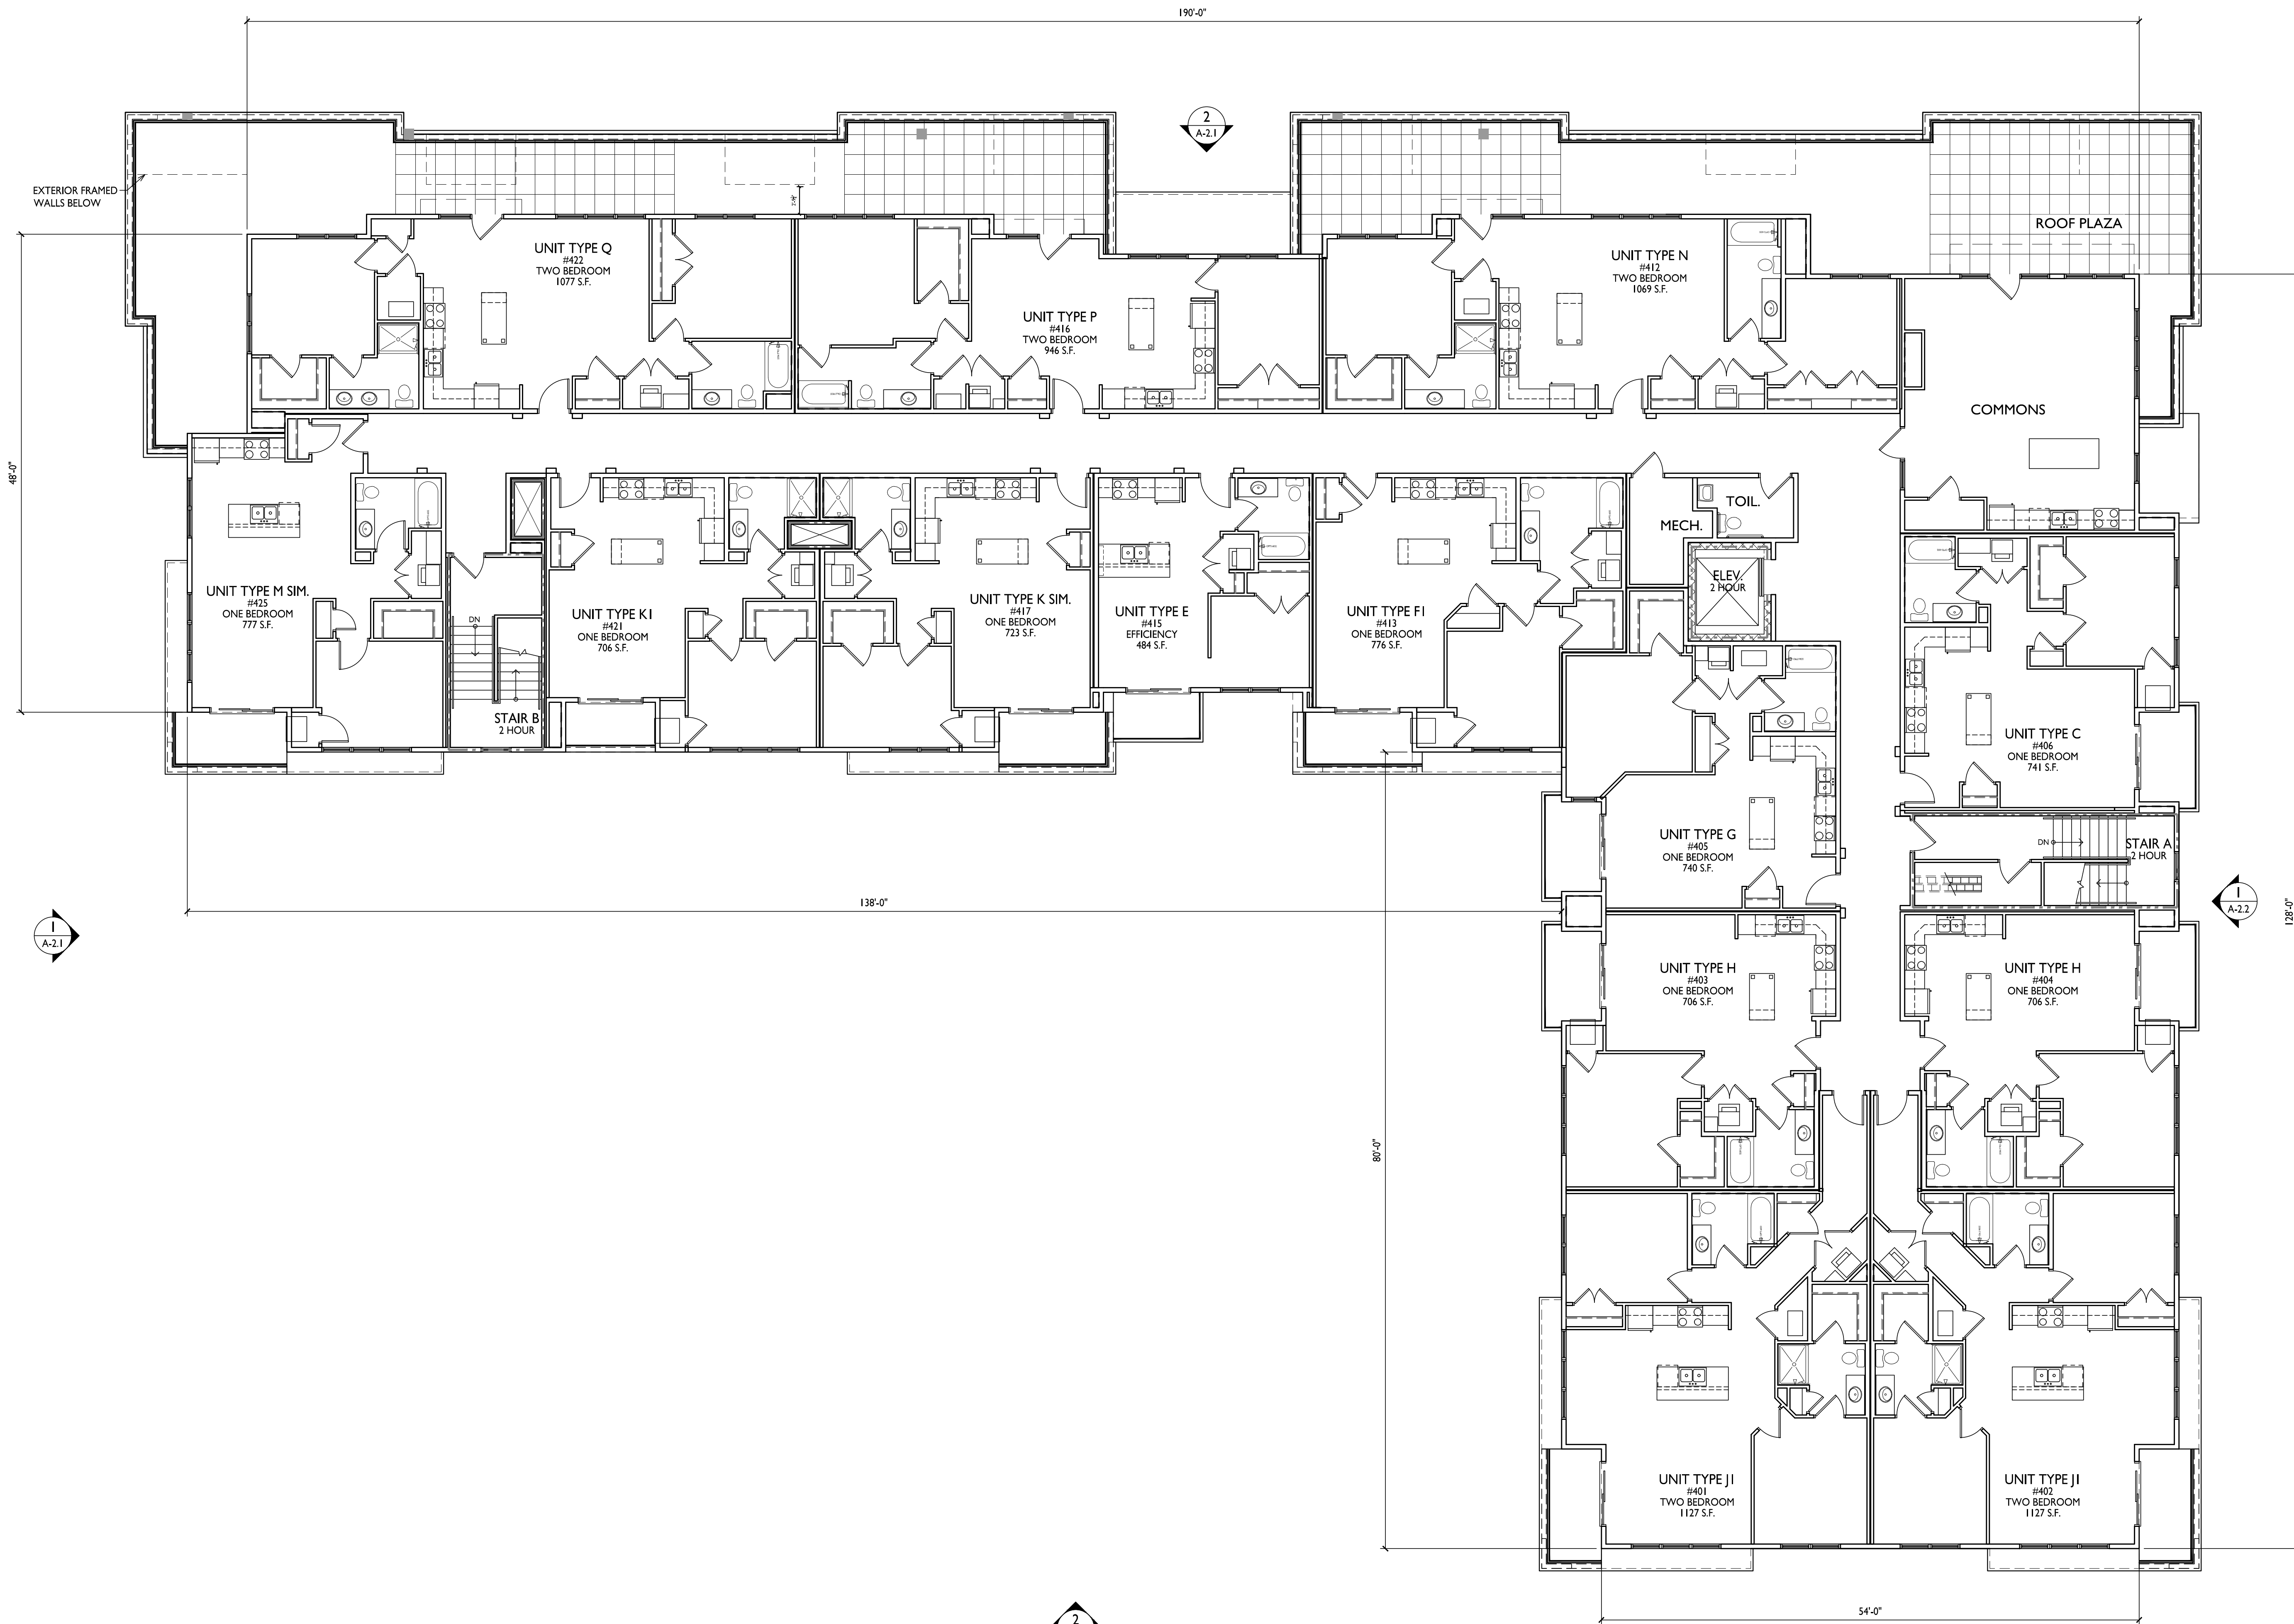 190'-0"
2
A-2.1
EXTERIOR FRAMED
WALLS BELOW
ROOF PLAZA
UNIT TYPE Q
#422
TWO BEDROOM
1077 S.F.
UNIT TYPE P
#416
TWO BEDROOM
946 S.F.
UNIT TYPE N
#412
TWO BEDROOM
1069 S.F.
COMMONS
48'-0"
UNIT TYPE M SIM.
#425
ONE BEDROOM
777 S.F.
DN
STAIR B
2 HOUR
UNIT TYPE K1
#421
ONE BEDROOM
706 S.F.
UNIT TYPE K SIM.
#417
ONE BEDROOM
723 S.F.
UNIT TYPE E
#415
EFFICIENCY
484 S.F.
UNIT TYPE F1
#413
ONE BEDROOM
776 S.F.
MECH.
TOIL.
ELEV.
2 HOUR
UNIT TYPE C
#406
ONE BEDROOM
741 S.F.
UNIT TYPE G
#405
ONE BEDROOM
740 S.F.
DN
STAIR A
2 HOUR
138'-0"
1
A-2.1
1
A-2.2
128'-0"
UNIT TYPE H
#403
ONE BEDROOM
706 S.F.
UNIT TYPE H
#404
ONE BEDROOM
706 S.F.
80'-0"
UNIT TYPE J1
#401
TWO BEDROOM
1127 S.F.
UNIT TYPE J1
#402
TWO BEDROOM
1127 S.F.
54'-0"
2